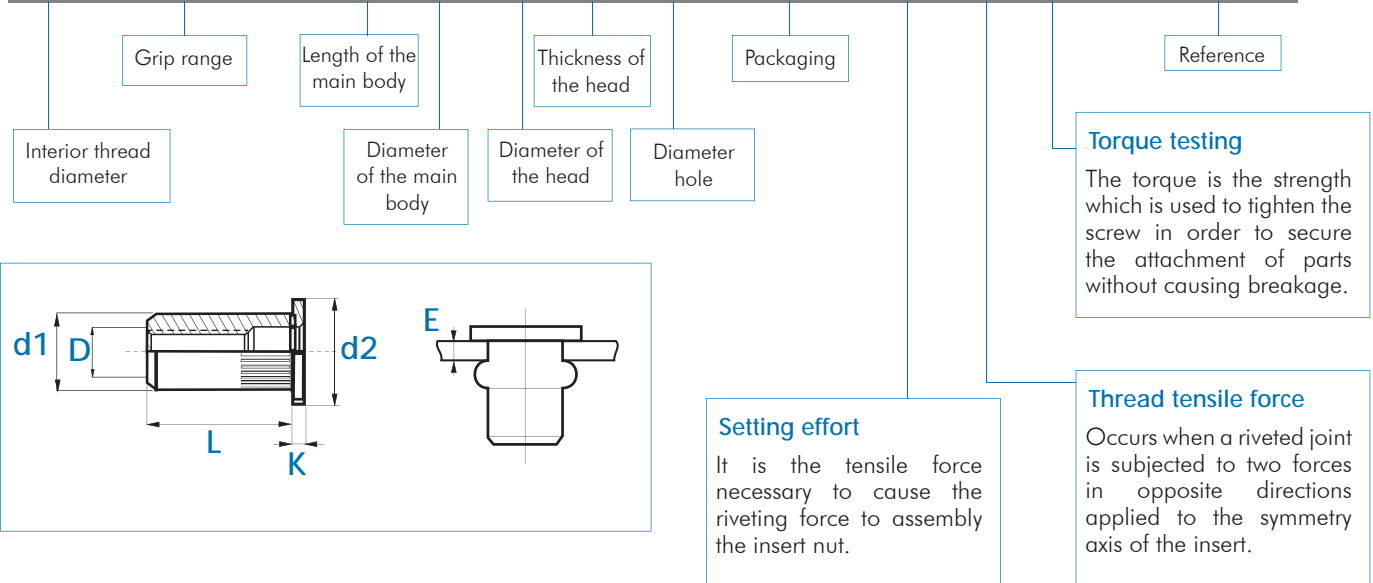 Grip range
Length of the
main body
Thickness of
the head
Packaging
Reference
Interior thread
diameter
Diameter
of the main
body
Diameter of
the head
Diameter
hole
Torque testing
The torque is the strength
which is used to tighten the
screw in order to secure
the attachment of parts
without causing breakage.
d1
D
d2
L
K
E
Setting effort
It is the tensile force
necessary to cause the
riveting force to assembly
the insert nut.
Thread tensile force
Occurs when a riveted joint
is subjected to two forces
in opposite directions
applied to the symmetry
axis of the insert.